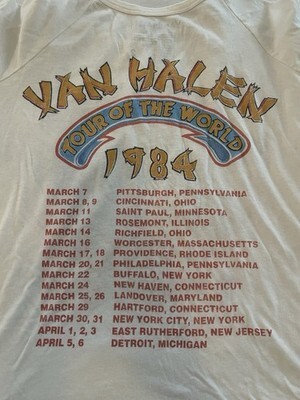 VAN HALEN
TOUR OF THE WORLD
1984
MARCH 7 PITTSBURGH, PENNSYLVANIA
MARCH 8, 9 CINCINNATI, OHIO
MARCH 11 SAINT PAUL, MINNESOTA
MARCH 13 ROSEMONT, ILLINOIS
MARCH 14 RICHFIELD, OHIO
MARCH 16 WORCESTER, MASSACHUSETTS
MARCH 17, 18 PROVIDENCE, RHODE ISLAND
MARCH 20, 21 PHILADELPHIA, PENNSYLVANIA
MARCH 22 BUFFALO, NEW YORK
MARCH 24 NEW HAVEN, CONNECTICUT
MARCH 25, 26 LANDOVER, MARYLAND
MARCH 29 HARTFORD, CONNECTICUT
MARCH 30, 31 NEW YORK CITY, NEW YORK
APRIL 1, 2, 3 EAST RUTHERFORD, NEW JERSEY
APRIL 5, 6 DETROIT, MICHIGAN